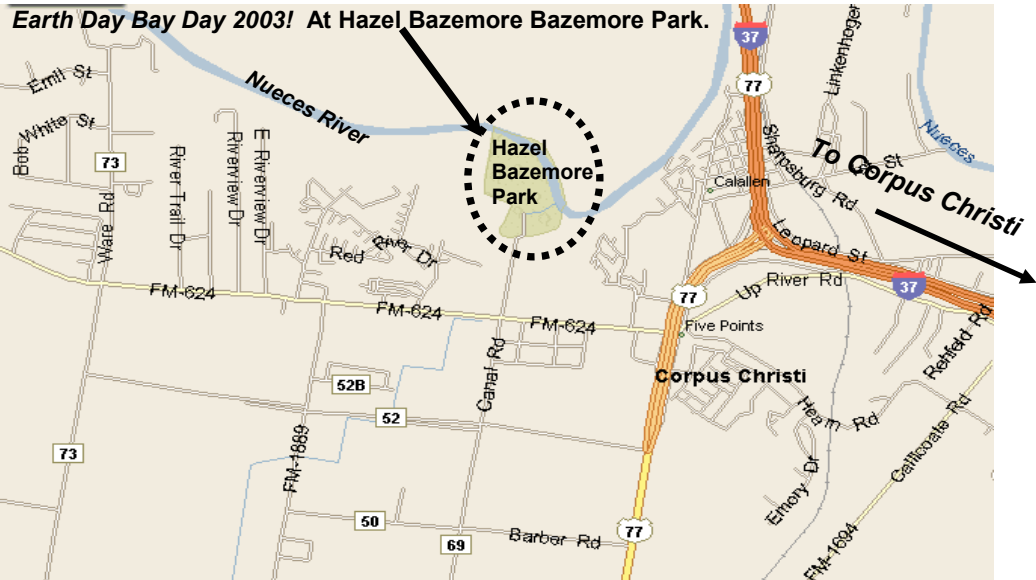 Earth Day Bay Day 2003! At Hazel Bazemore Bazemore Park.
37
77
Linkenhoger
Emil St
Nueces River
Bob White St
Nueces
Sharpsburg Rd
To Corpus Christi
73
River Trail Dr
Riverview Dr
E Riverview Dr
Hazel
Bazemore
Park
St
Calallen
Ware Rd
Red River Dr
Leopard St
FM-624
77
Up River Rd
37
FM-624
FM-624
Five Points
Rehfeld Rd
Canal Rd
52B
Corpus Christi
52
Hearn Rd
Callicoate Rd
73
FM-1889
Emory Dr
50
Barber Rd
77
69
FM-1694